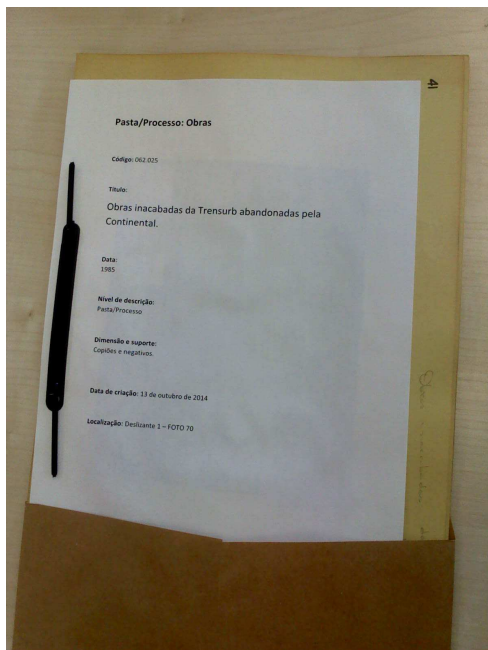 41
Pasta/Processo: Obras
Código: 062.025
Título:
Obras inacabadas da Trensurb abandonadas pela
Continental.
Data:
1985
Nível de descrição:
Pasta/Processo
Dimensão e suporte:
Copiões e negativos.
Data de criação: 13 de outubro de 2014
Localização: Deslizante 1 – FOTO 70